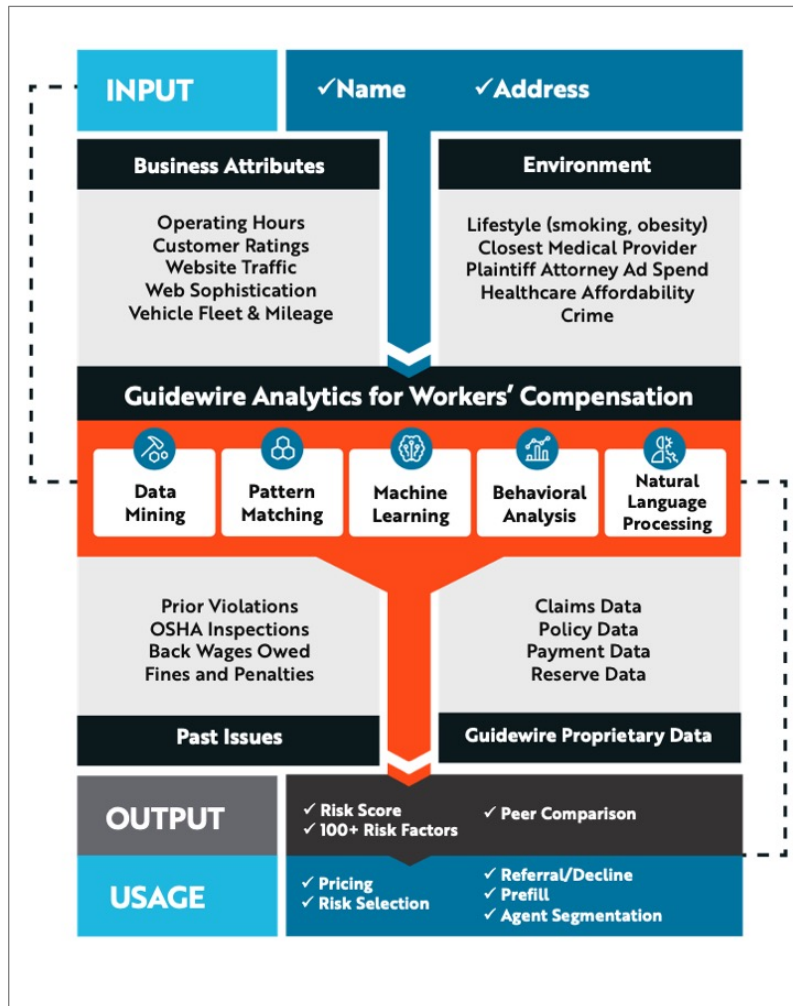 INPUT
✓Name ✓Address
Business Attributes
Operating Hours
Customer Ratings
Website Traffic
Web Sophistication
Vehicle Fleet & Mileage
Environment
Lifestyle (smoking, obesity)
Closest Medical Provider
Plaintiff Attorney Ad Spend
Healthcare Affordability
Crime
Guidewire Analytics for Workers’ Compensation
Data
Mining
Pattern
Matching
Machine
Learning
Behavioral
Analysis
Natural
Language
Processing
Prior Violations
OSHA Inspections
Back Wages Owed
Fines and Penalties
Past Issues
Claims Data
Policy Data
Payment Data
Reserve Data
Guidewire Proprietary Data
OUTPUT
✓ Risk Score
✓ 100+ Risk Factors
✓ Peer Comparison
USAGE
✓ Pricing
✓ Risk Selection
✓ Referral/Decline
✓ Prefill
✓ Agent Segmentation